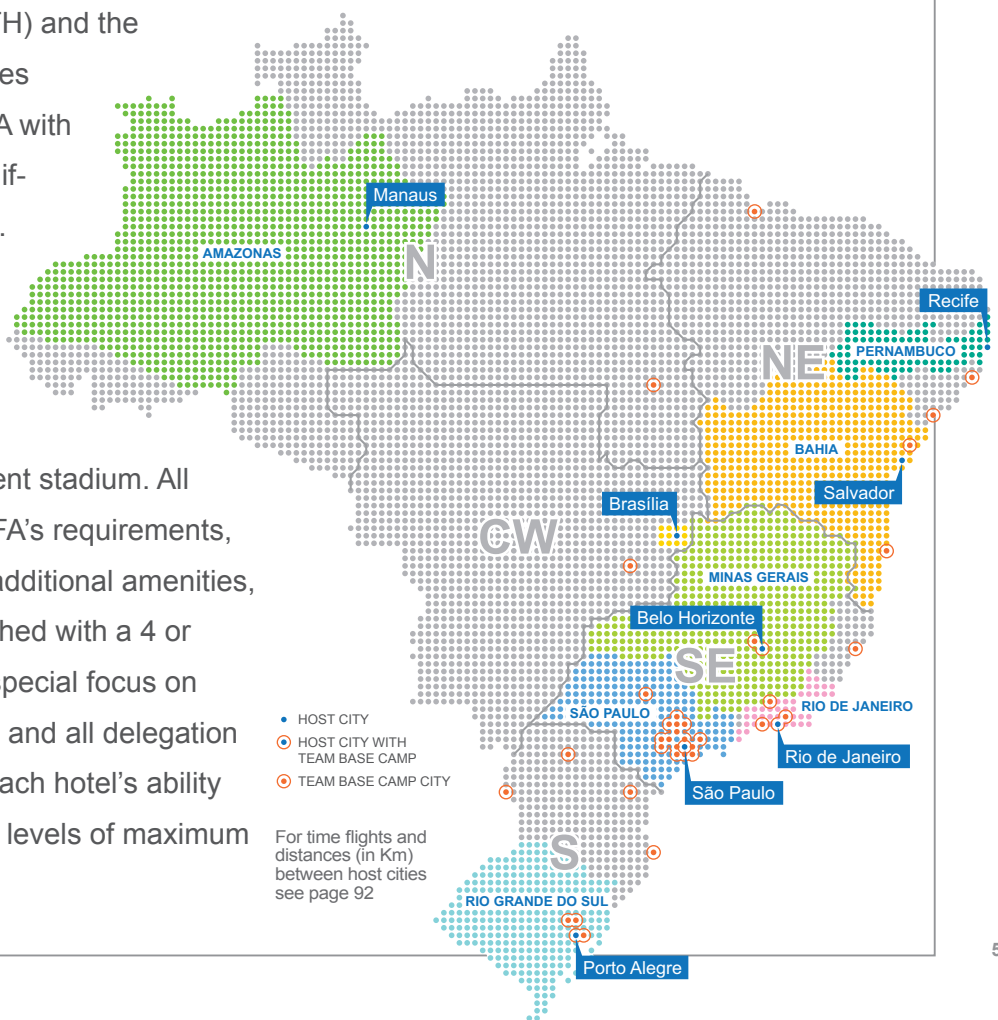 TH) and the
es
A with
if-
.
ent stadium. All
FA's requirements,
additional amenities,
ched with a 4 or
special focus on
and all delegation
ach hotel's ability
levels of maximum
Manaus
AMAZONAS
N
Recife
PERNAMBUCO
NE
BAHIA
Salvador
Brasília
CW
MINAS GERAIS
Belo Horizonte
SE
SÃO PAULO
RIO DE JANEIRO
Rio de Janeiro
São Paulo
HOST CITY
HOST CITY WITH
TEAM BASE CAMP
TEAM BASE CAMP CITY
For time flights and
distances (in Km)
between host cities
see page 92
S
RIO GRANDE DO SUL
Porto Alegre
5